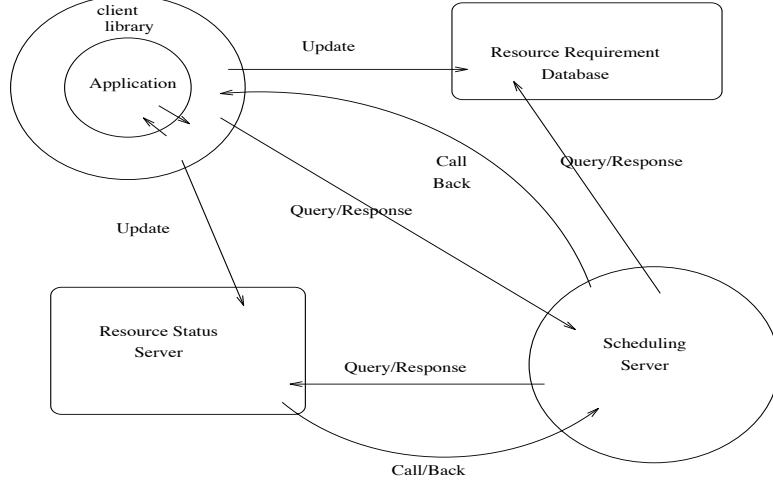 client
library
Application
Update
Resource Requirement
Database
Call
Back
Query/Response
Query/Response
Update
Resource Status
Server
Scheduling
Server
Query/Response
Call/Back